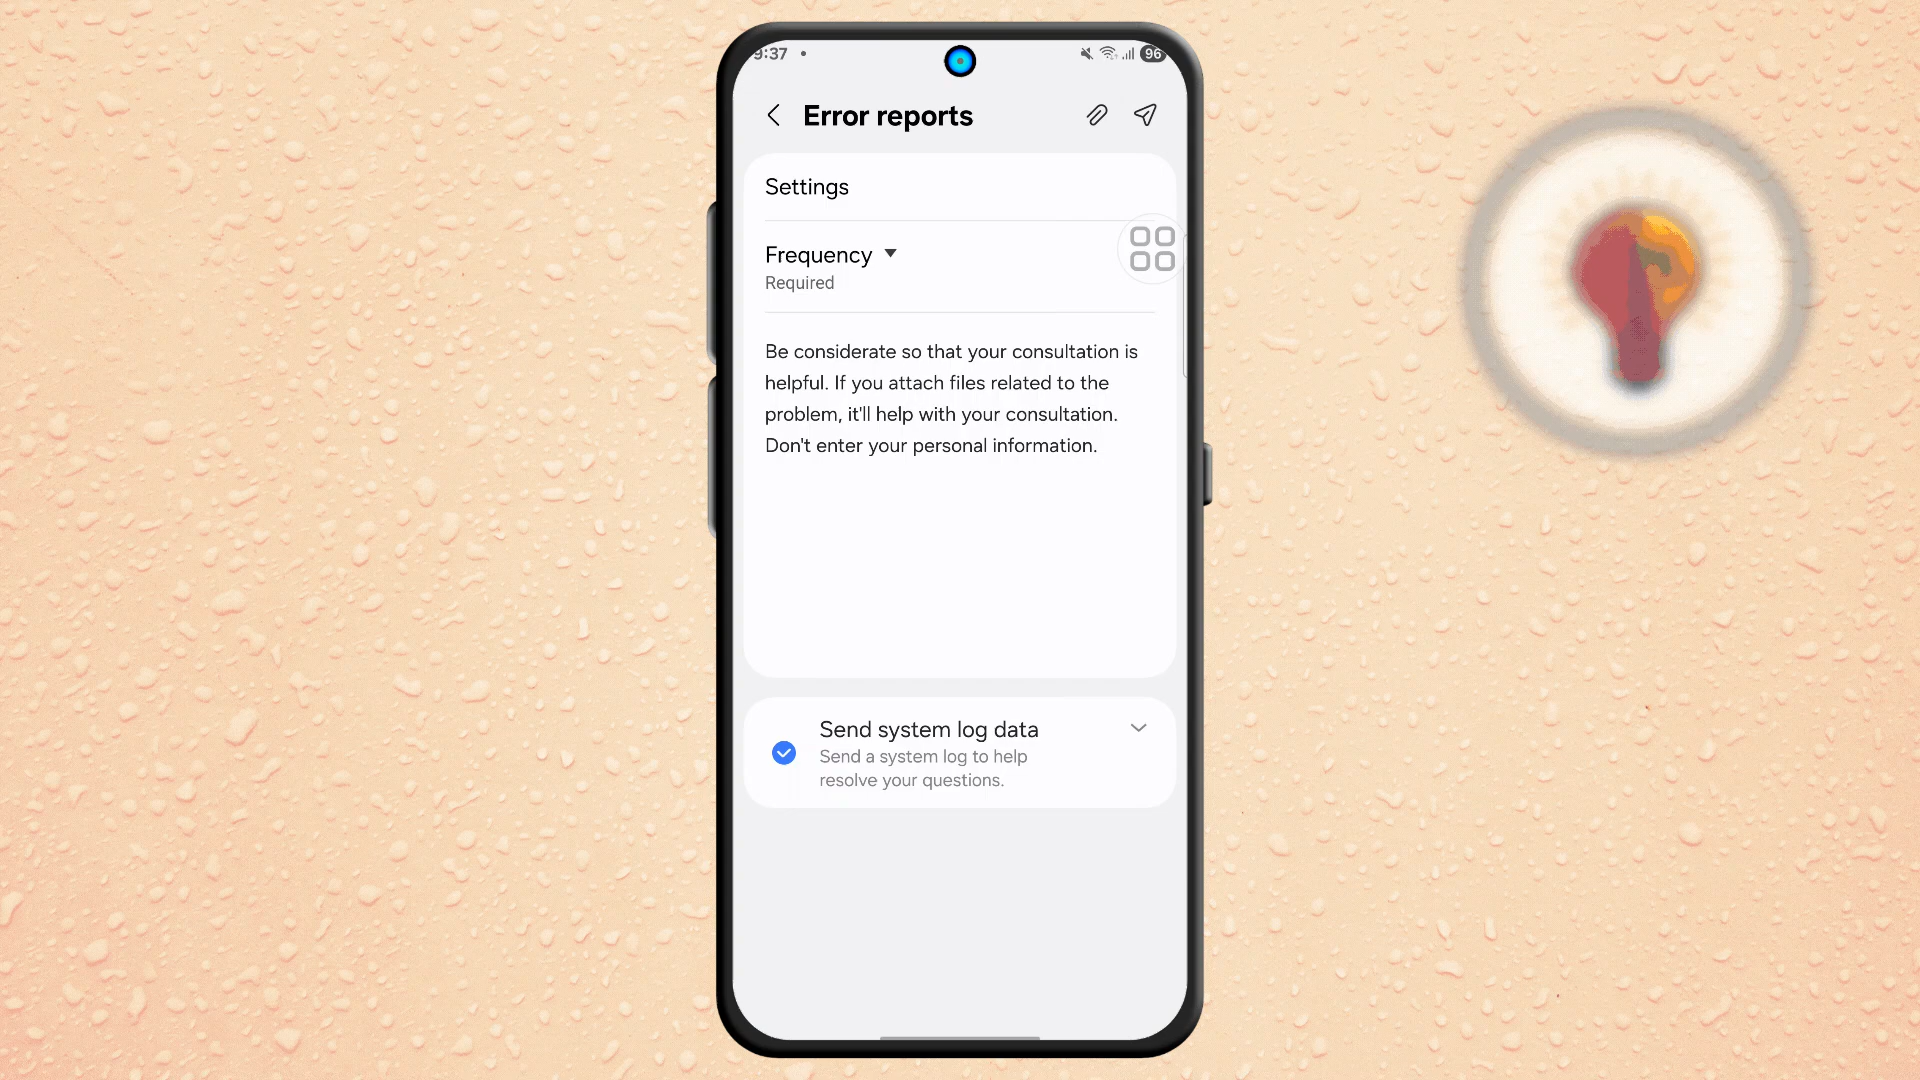 9:37
96
Error reports
Settings
Frequency
Required
Be considerate so that your consultation is
helpful. If you attach files related to the
problem, it'll help with your consultation.
Don't enter your personal information.
Send system log data
Send a system log to help
resolve your questions.